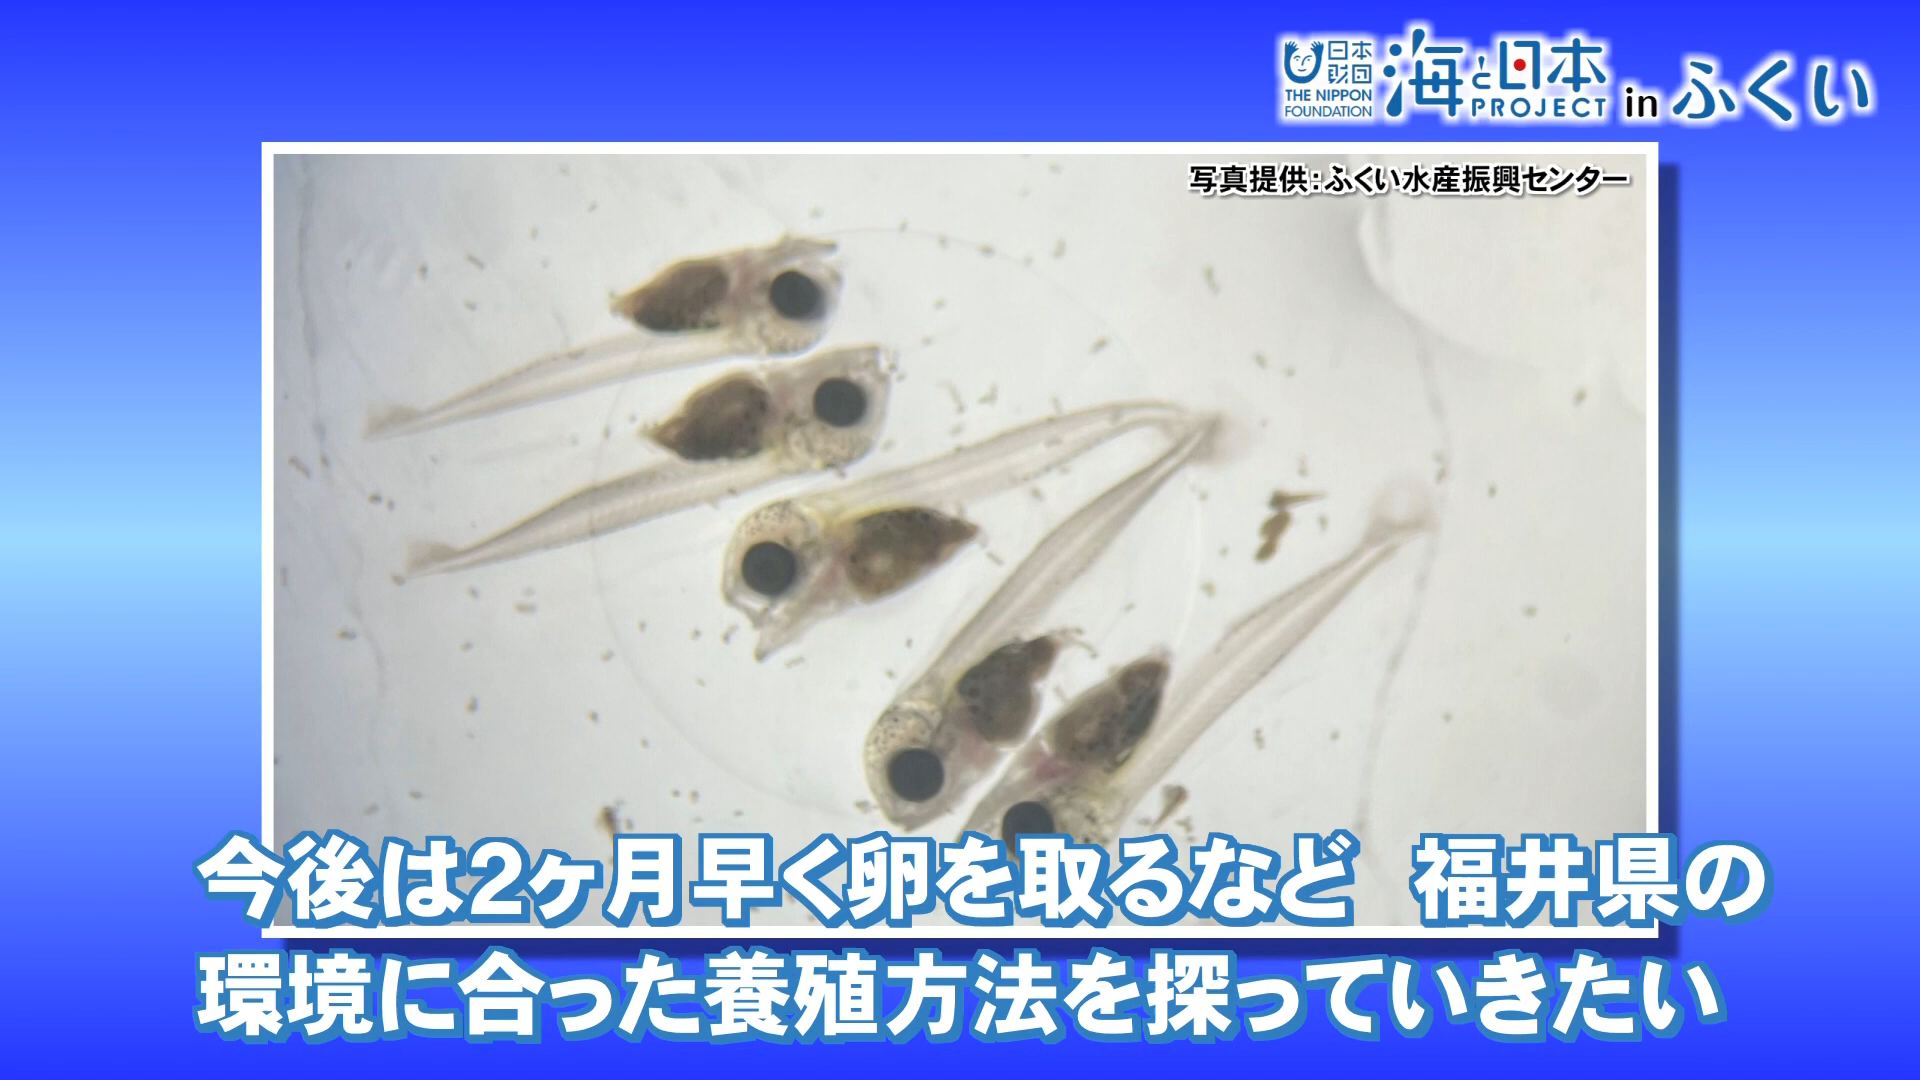 日本
財団
THE NIPPON
FOUNDATION
海と日本
PROJECT
in ふくい
写真提供：ふくい水産振興センター
今後は2ヶ月早く卵を取るなど　福井県の
環境に合った養殖方法を探っていきたい